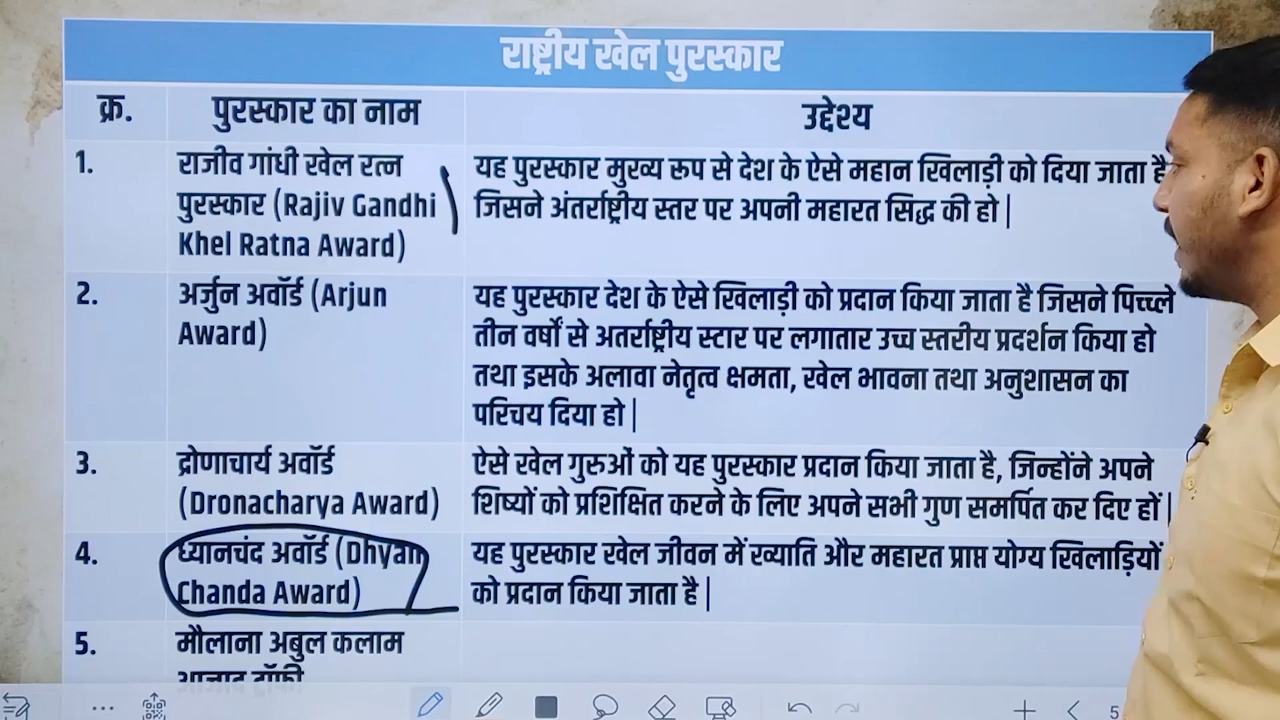 राष्ट्रीय खेल पुरस्कार
क्र. पुरस्कार का नाम उद्देश्य
1. राजीव गांधी खेल रत्न
पुरस्कार (Rajiv Gandhi
Khel Ratna Award)
यह पुरस्कार मुख्य रूप से देश के ऐसे महान खिलाड़ी को दिया जाता है
जिसने अंतर्राष्ट्रीय स्तर पर अपनी महारत सिद्ध की हो |
2. अर्जुन अवॉर्ड (Arjun
Award)
यह पुरस्कार देश के ऐसे खिलाड़ी को प्रदान किया जाता है जिसने पिच्ले
तीन वर्षों से अतर्राष्ट्रीय स्टार पर लगातार उच्च स्तरीय प्रदर्शन किया हो
तथा इसके अलावा नेतृत्व क्षमता, खेल भावना तथा अनुशासन का
परिचय दिया हो |
3. द्रोणाचार्य अवॉर्ड
(Dronacharya Award)
ऐसे खेल गुरुओं को यह पुरस्कार प्रदान किया जाता है, जिन्होंने अपने
शिष्यों को प्रशिक्षित करने के लिए अपने सभी गुण समर्पित कर दिए हों |
4. ध्यानचंद अवॉर्ड (Dhyan
Chanda Award)
यह पुरस्कार खेल जीवन में ख्याति और महारत प्राप्त योग्य खिलाड़ियों
को प्रदान किया जाता है |
5. मौलाना अबुल कलाम
5